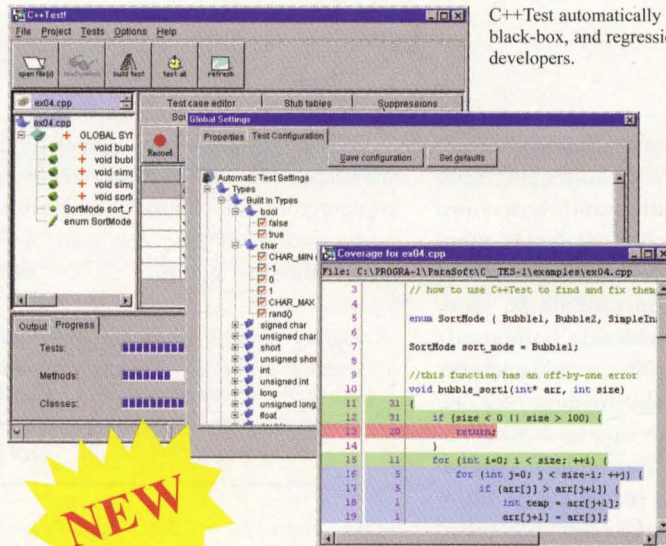 C++Test automatically
black-box, and regressio
developers.
C++Test!
File Project Tests Options Help
open file(s) read symbols build test test all refresh
ex04.cpp
Test case editor Stub tables Suppressions
ex04.cpp
GLOBAL SY
void bubl
void bubl
void sim
void sim
void sort
SortMode sort_r
enum SortMode
Record
Output Progress
Tests:
Methods:
Classes:
Global Settings
Properties Test Configuration
Save configuration Set defaults
Automatic Test Settings
Types
Built in Types
bool
false
true
char
CHAR_MIN (
-1
0
1
CHAR_MAX
rand()
signed char
unsigned char
short
unsigned shor
int
unsigned int
long
unsigned long
float
Coverage for ex04.cpp
File: C:\PROGRA~1\ParaSoft\C__TES~1\examples\ex04.cpp
3 // how to use C++Test to find and fix them
4
5 enum SortMode { Bubble1, Bubble2, SimpleIn
6
7 SortMode sort_mode = Bubble1;
8
9 //this function has an off-by-one error
10 void bubble_sort1(int* arr, int size)
11 31 {
12 31 if (size < 0 || size > 100) {
13 20 return;
14 }
15 11 for (int i=0; i < size; ++i) {
16 5 for (int j=0; j < size-i; ++j) {
17 5 if (arr[j] > arr[j+1]) {
18 1 int temp = arr[j+1];
19 1 arr[j+1] = arr[j];
NEW